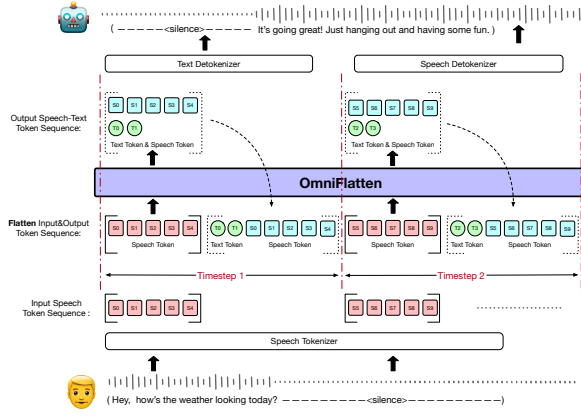 ( — — — — — —<silence>— — — — — — It's going great! Just hanging out and having some fun. )
Text Detokenizer
Speech Detokenizer
Output Speech-Text
Token Sequence:
S0 S1 S2 S3 S4
T0 T1
Text Token & Speech Token
S5 S6 S6 S8 S9
T2 T3
Text Token & Speech Token
OmniFlatten
Flatten Input&Output
Token Sequence:
S0 S1 S2 S3 S4
Speech Token
T0 T1 S0 S1 S2 S3 S4
Text Token Speech Token
S5 S6 S7 S8 S9
Speech Token
T2 T3 S5 S6 S7 S8 S9
Text Token Speech Token
Timestep 1
Timestep 2
Input Speech
Token Sequence :
S0 S1 S2 S3 S4
S5 S6 S7 S8 S9
Speech Tokenizer
( Hey, how's the weather looking today? — — — — — — — — —<silence>— — — — — — — — — —)